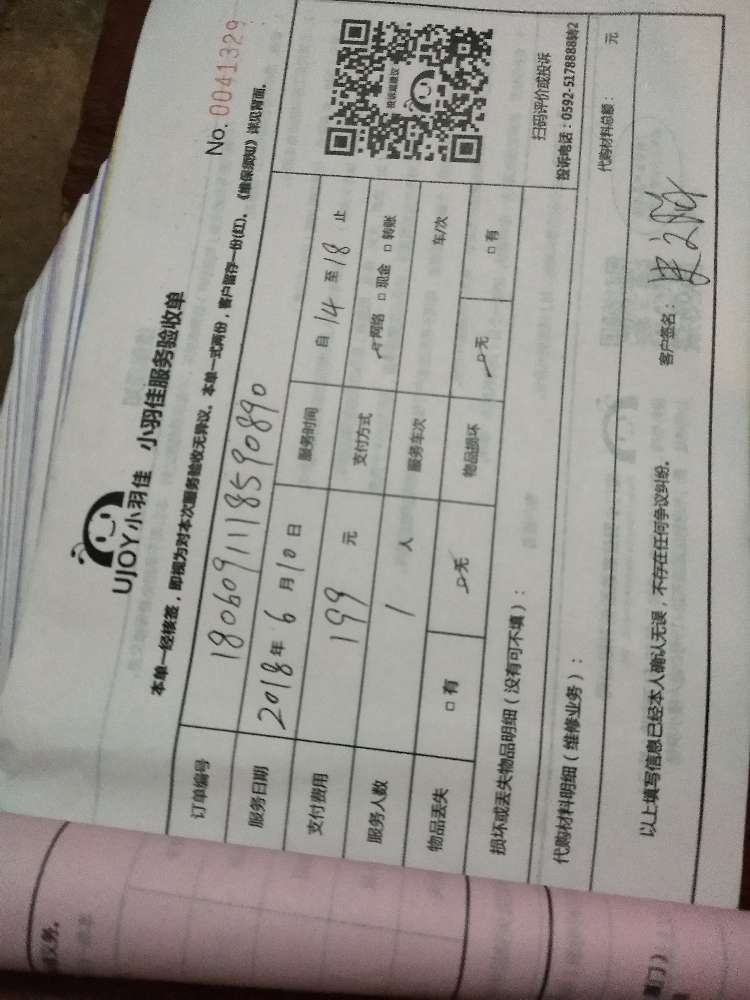 No. 0041329
UJOY小羽佳 小羽佳服务验收单
本单一经核签，即视为对本次服务验收无异议。本单一式两份，客户留存一份(红)。《维保须知》详见背面。
订单编号 1806091118590890
服务日期 2018年6月10日 服务时间 自14至18止
支付费用 199元 支付方式 ☑网络 □现金 □转账
服务人数 1人 服务车次 车/次
物品丢失 □有 ☑无 物品损坏 ☑无 □有
投诉或建议
扫码评价或投诉
投诉电话：0592-5178888转2
损坏或丢失物品明细（没有可不填）：
代购材料明细（维修业务）： 代购材料总额： 元
以上填写信息已经本人确认无误，不存在任何争议纠纷。 客户签名：